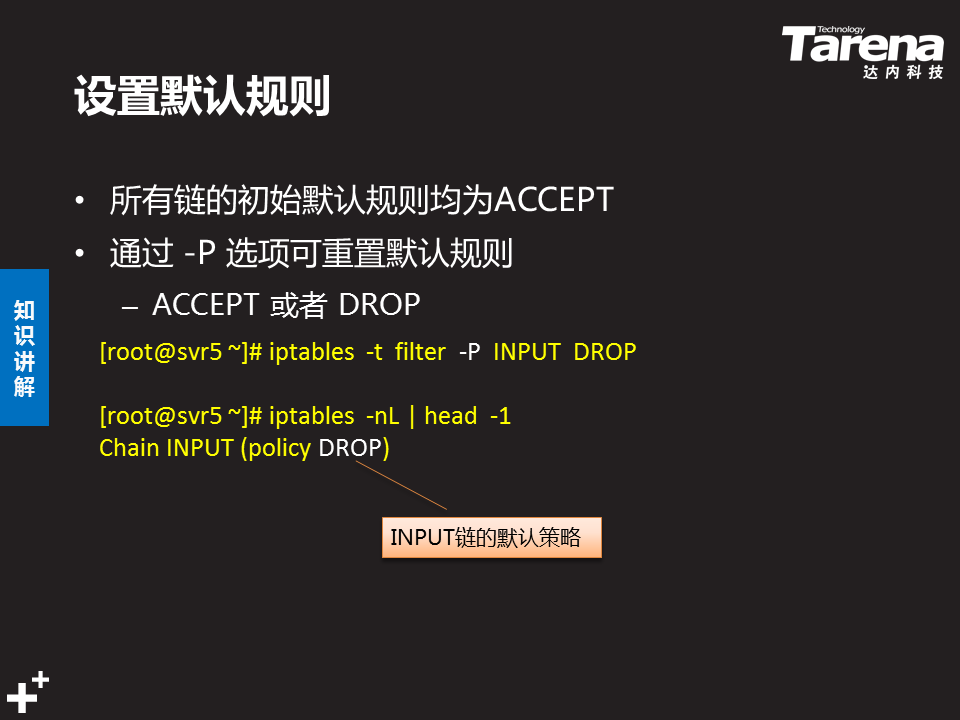 Technology
Tarena
达内科技
设置默认规则
• 所有链的初始默认规则均为ACCEPT
• 通过 -P 选项可重置默认规则
– ACCEPT 或者 DROP
[root@svr5 ~]# iptables -t filter -P INPUT DROP
[root@svr5 ~]# iptables -nL | head -1
Chain INPUT (policy DROP)
INPUT链的默认策略
知
识
讲
解